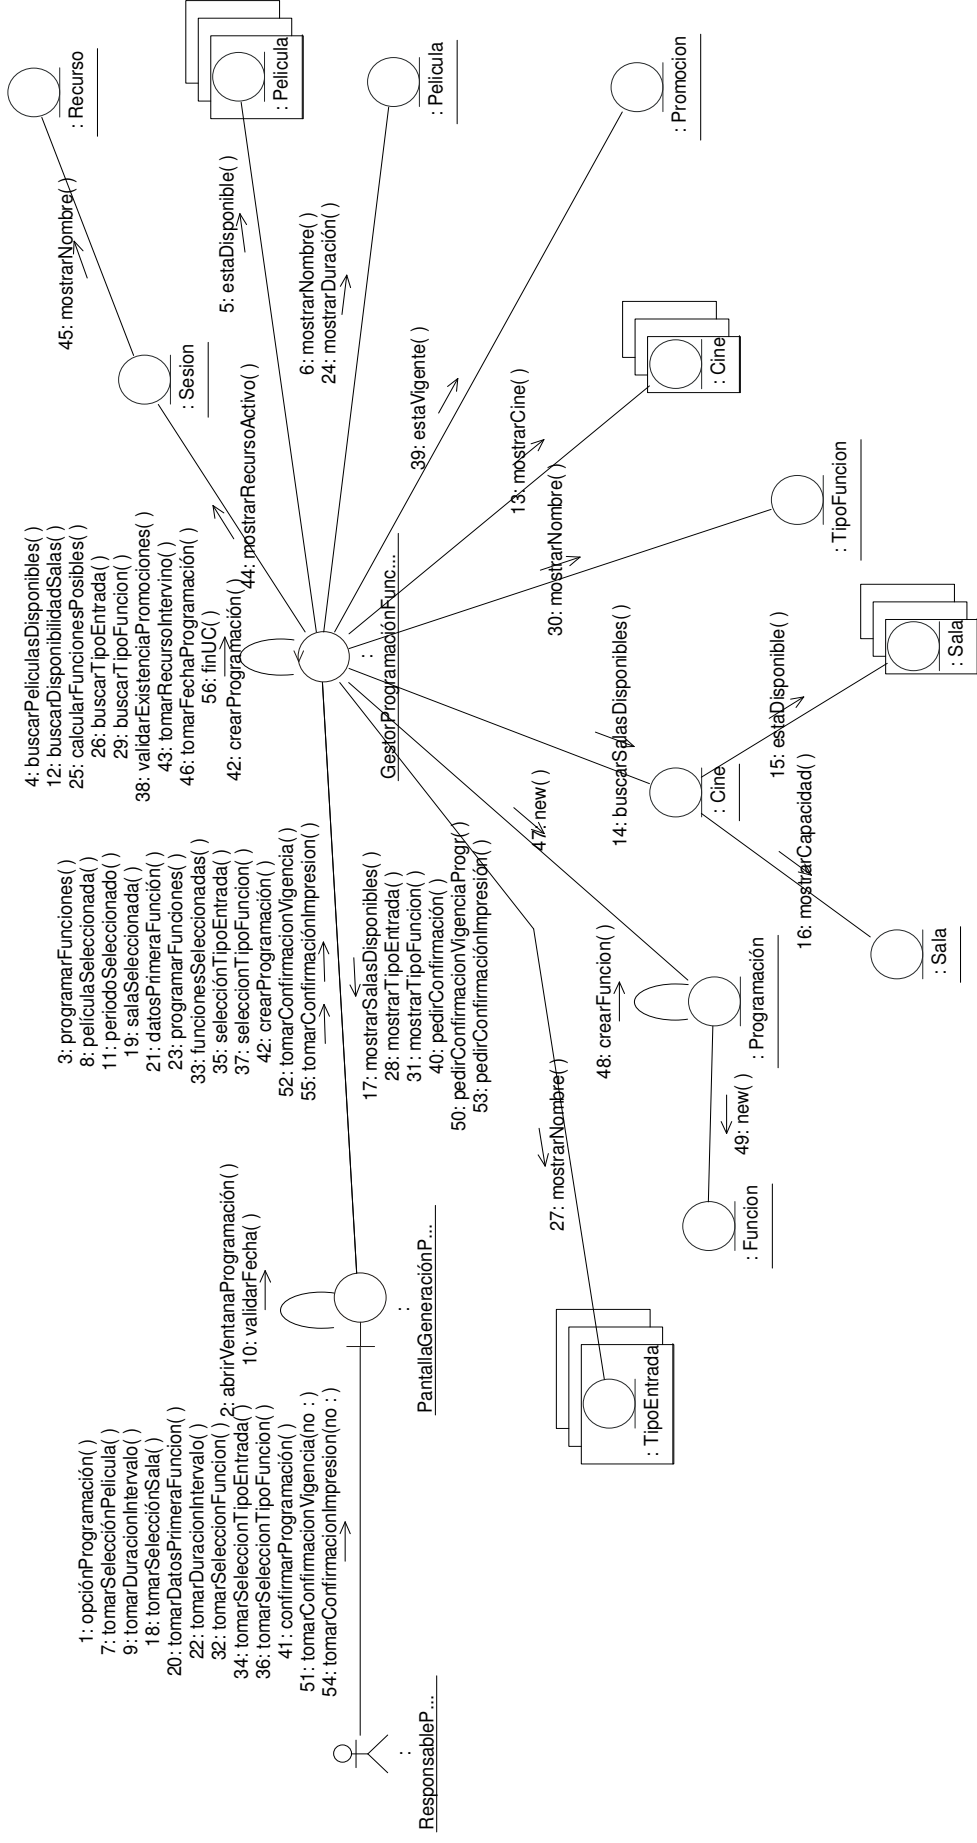 1: opciónProgramación( )
7: tomarSelecciónPelicula( )
9: tomarDuracionIntervalo( )
18: tomarSelecciónSala( )
20: tomarDatosPrimeraFuncion( )
22: tomarDuracionIntervalo( )
32: tomarSeleccionFuncion( )
34: tomarSeleccionTipoEntrada( )
36: tomarSeleccionTipoFuncion( )
41: confirmarProgramación( )
51: tomarConfirmacionVigencia(no : )
54: tomarConfirmacionImpresion(no : )
:
ResponsableP...
2: abrirVentanaProgramación( )
10: validarFecha( )
:
PantallaGeneraciónP...
3: programarFunciones( )
8: peliculaSeleccionada( )
11: periodoSeleccionado( )
19: salaSeleccionada( )
21: datosPrimeraFunción( )
23: programarFunciones( )
33: funcionesSeleccionadas( )
35: selecciónTipoEntrada( )
37: seleccionTipoFuncion( )
42: crearProgramación( )
52: tomarConfirmacionVigencia( )
55: tomarConfirmaciónImpresion( )
17: mostrarSalasDisponibles( )
28: mostrarTipoEntrada( )
31: mostrarTipoFuncion( )
40: pedirConfirmación( )
50: pedirConfirmacionVigenciaProgr( )
53: pedirConfirmaciónImpresión( )
4: buscarPeliculasDisponibles( )
12: buscarDisponibilidadSalas( )
25: calcularFuncionesPosibles( )
26: buscarTipoEntrada( )
29: buscarTipoFuncion( )
38: validarExistenciaPromociones( )
43: tomarRecursoIntervino( )
46: tomarFechaProgramación( )
56: finUC( )
42: crearProgramación( )
:
GestorProgramaciónFunc...
44: mostrarRecursoActivo( )
: Sesion
45: mostrarNombre( )
: Recurso
5: estaDisponible( )
: Pelicula
6: mostrarNombre( )
24: mostrarDuración( )
: Pelicula
39: estaVigente( )
: Promocion
13: mostrarCine( )
: Cine
30: mostrarNombre( )
: TipoFuncion
14: buscarSalasDisponibles( )
: Cine
15: estaDisponible( )
: Sala
16: mostrarCapacidad( )
: Sala
47: new( )
48: crearFuncion( )
: Programación
49: new( )
: Funcion
27: mostrarNombre( )
: TipoEntrada